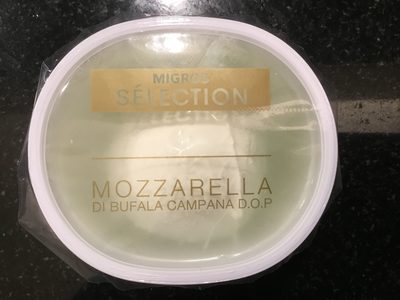 MIGROS
SÉLECTION
MOZZARELLA
DI BUFALA CAMPANA D.O.P